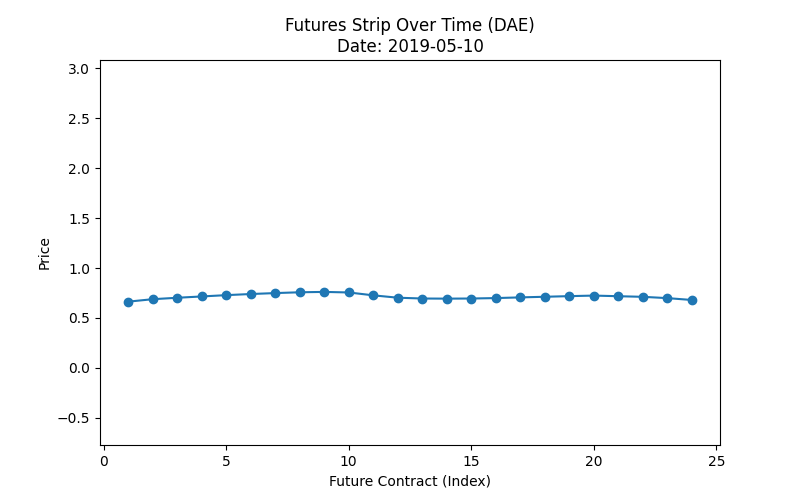 Futures Strip Over Time (DAE)
Date: 2019-05-10
3.0
2.5
2.0
1.5
1.0
0.5
0.0
−0.5
Price
0 5 10 15 20 25
Future Contract (Index)